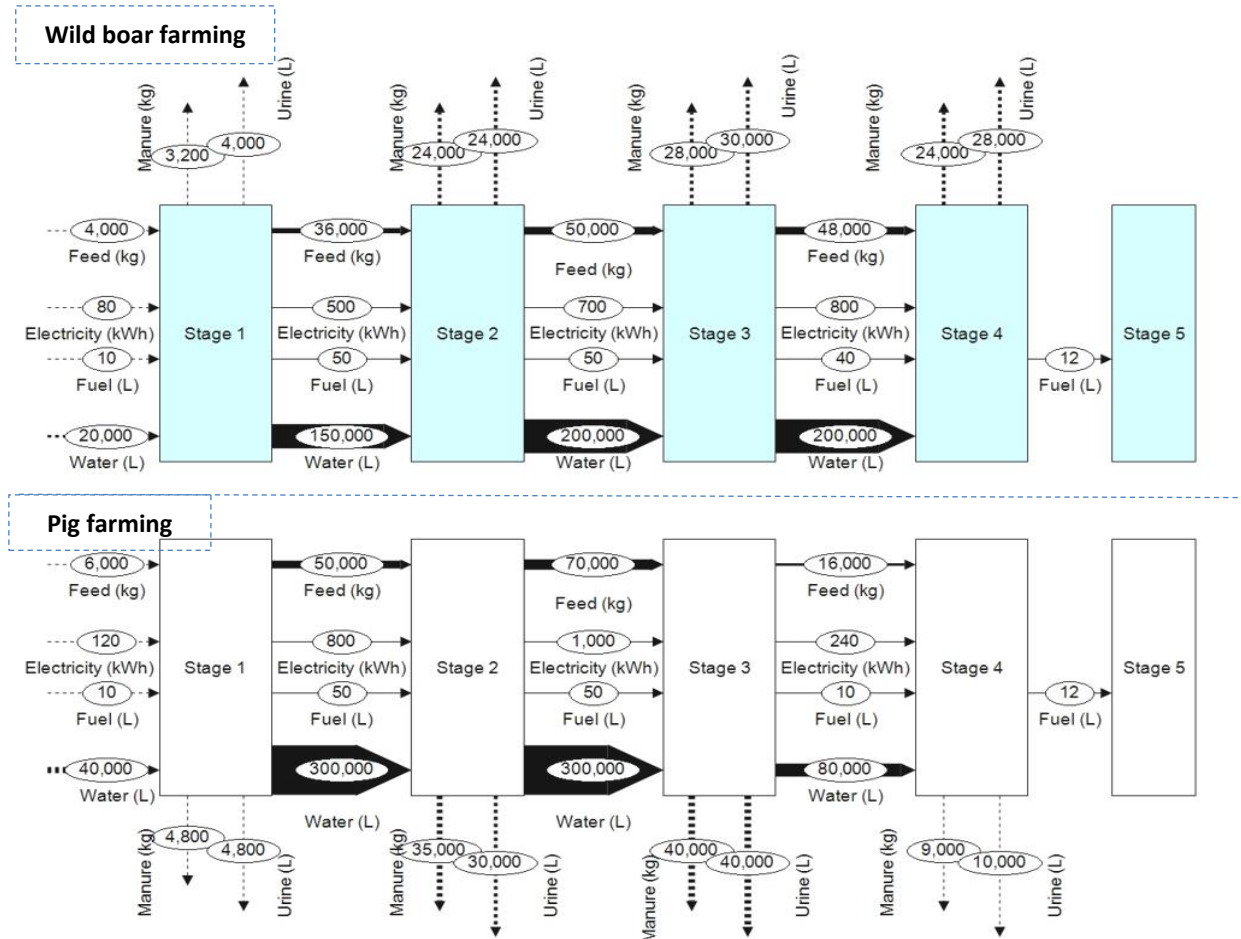 Wild boar farming
Manure (kg)
3,200
4,000
Urine (L)
Manure (kg)
24,000
24,000
Urine (L)
Manure (kg)
28,000
30,000
Urine (L)
Manure (kg)
24,000
28,000
Urine (L)
4,000
36,000
50,000
48,000
Feed (kg)
Feed (kg)
Feed (kg)
Feed (kg)
80
500
700
800
Electricity (kWh)
Stage 1
Electricity (kWh)
Stage 2
Electricity (kWh)
Stage 3
Electricity (kWh)
Stage 4
Stage 5
10
50
50
40
12
Fuel (L)
Fuel (L)
Fuel (L)
Fuel (L)
Fuel (L)
20,000
150,000
200,000
200,000
Water (L)
Water (L)
Water (L)
Water (L)
Pig farming
6,000
50,000
70,000
16,000
Feed (kg)
Feed (kg)
Feed (kg)
Feed (kg)
120
800
1,000
240
Electricity (kWh)
Stage 1
Electricity (kWh)
Stage 2
Electricity (kWh)
Stage 3
Electricity (kWh)
Stage 4
Stage 5
10
50
50
10
12
Fuel (L)
Fuel (L)
Fuel (L)
Fuel (L)
Fuel (L)
40,000
300,000
300,000
80,000
Water (L)
Water (L)
Water (L)
Water (L)
Manure (kg)
4,800
4,800
Urine (L)
Manure (kg)
35,000
30,000
Urine (L)
Manure (kg)
40,000
40,000
Urine (L)
Manure (kg)
9,000
10,000
Urine (L)